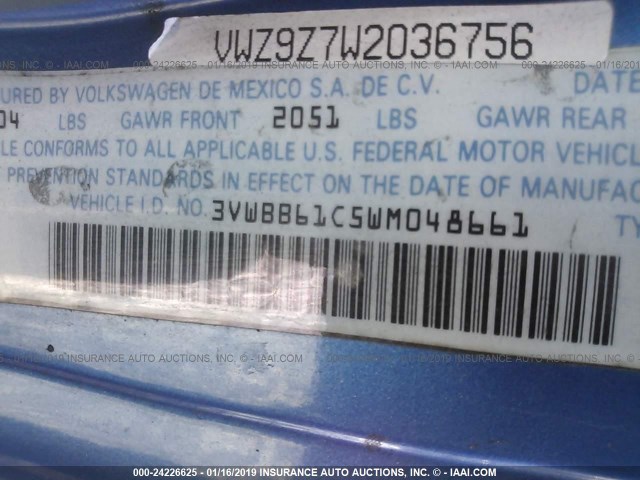 VWZ9Z7W2036756
URED BY VOLKSWAGEN DE MEXICO S.A. DE C.V. DATE
04 LBS GAWR FRONT 2051 LBS GAWR REAR
LE CONFORMS TO ALL APPLICABLE U.S. FEDERAL MOTOR VEHICL
PREVENTION STANDARDS IN EFFECT ON THE DATE OF MANUFAC
VEHICLE I.D. NO. 3VWBB61C5WM048661 TY
000-24226625 - 01/16/2019 INSURANCE AUTO AUCTIONS, INC. © - IAAI.COM